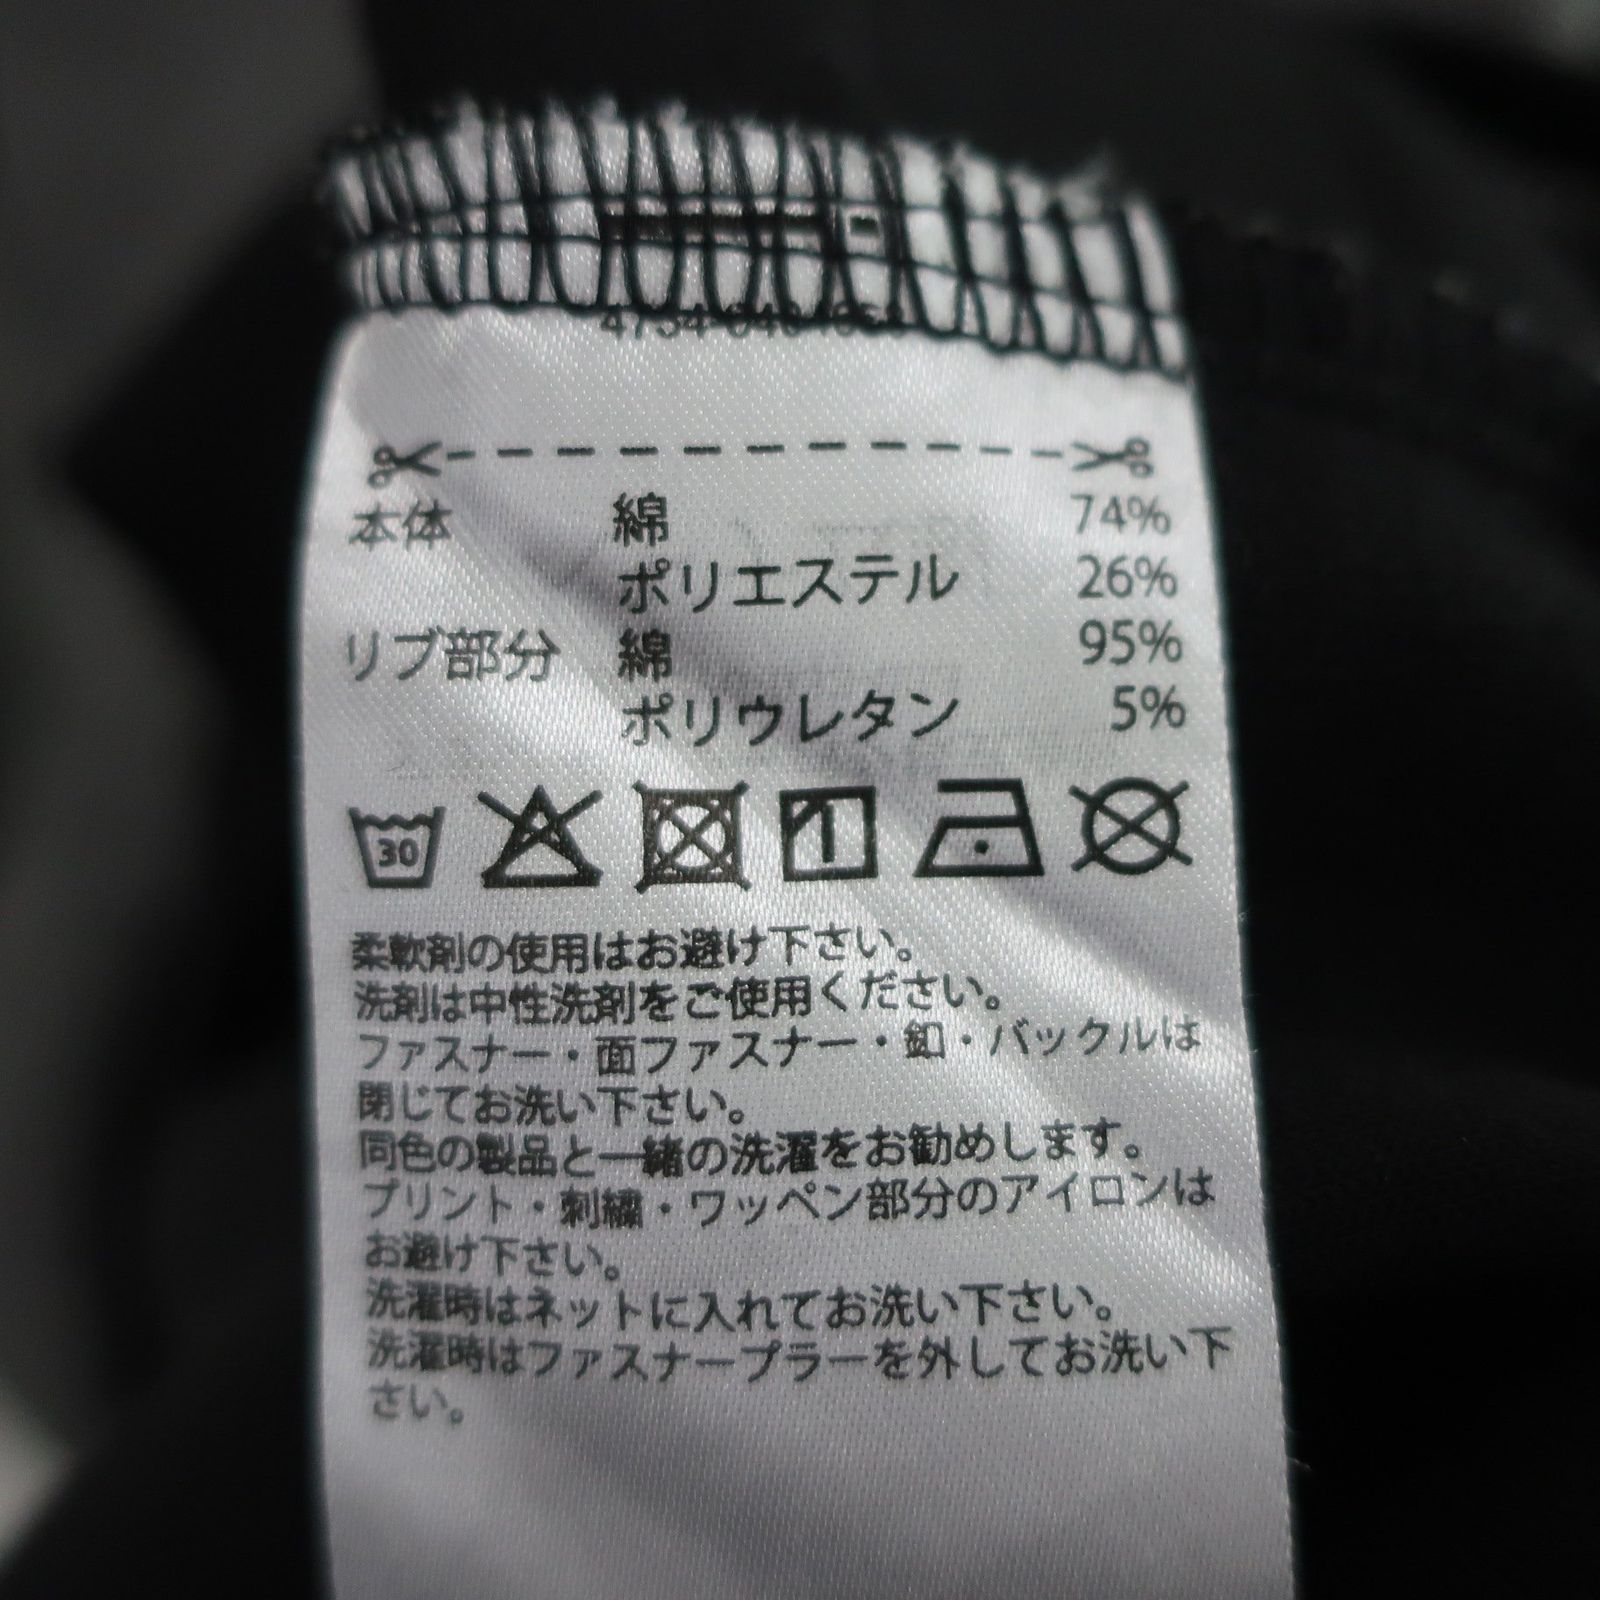 本体 綿 74%
ポリエステル 26%
リブ部分 綿 95%
ポリウレタン 5%
30
柔軟剤の使用はお避け下さい。
洗剤は中性洗剤をご使用ください。
ファスナー・面ファスナー・釦・バックルは
閉じてお洗い下さい。
同色の製品と一緒の洗濯をお勧めします。
プリント・刺繍・ワッペン部分のアイロンは
お避け下さい。
洗濯時はネットに入れてお洗い下さい。
洗濯時はファスナープラーを外してお洗い下
さい。